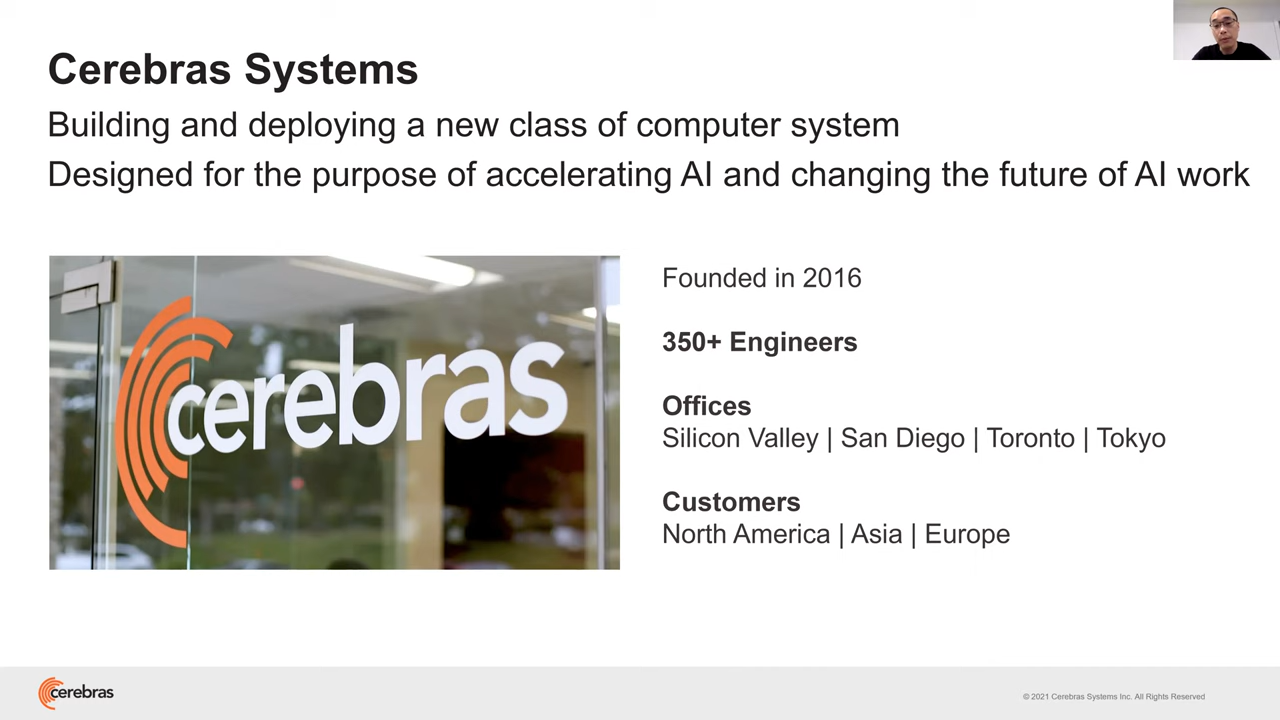 Cerebras Systems
Building and deploying a new class of computer system
Designed for the purpose of accelerating AI and changing the future of AI work
cerebras
Founded in 2016
350+ Engineers
Offices
Silicon Valley | San Diego | Toronto | Tokyo
Customers
North America | Asia | Europe
cerebras
© 2021 Cerebras Systems Inc. All Rights Reserved